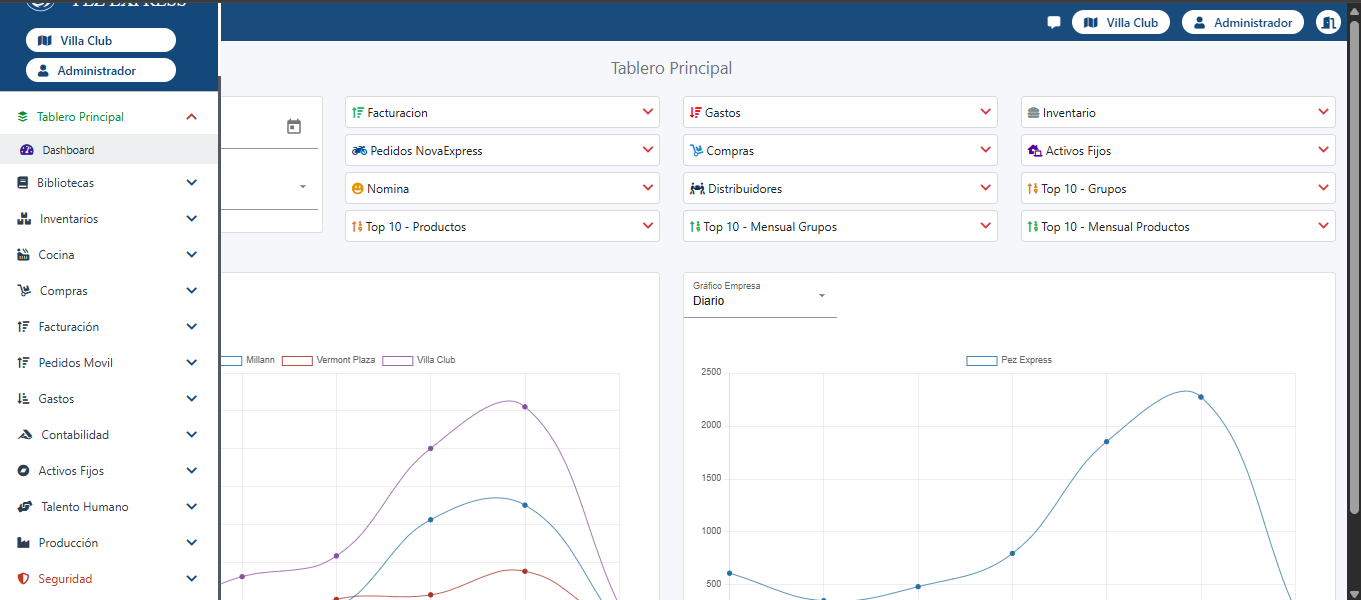 PEZ EXPRESS
Villa Club
Administrador
Villa Club
Administrador
Tablero Principal
Dashboard
Bibliotecas
Inventarios
Cocina
Compras
Facturación
Pedidos Movil
Gastos
Contabilidad
Activos Fijos
Talento Humano
Producción
Seguridad
Tablero Principal
Facturacion
Gastos
Inventario
Pedidos NovaExpress
Compras
Activos Fijos
Nomina
Distribuidores
Top 10 - Grupos
Top 10 - Productos
Top 10 - Mensual Grupos
Top 10 - Mensual Productos
Millann
Vermont Plaza
Villa Club
Gráfico Empresa
Diario
Pez Express
2500
2000
1500
1000
500